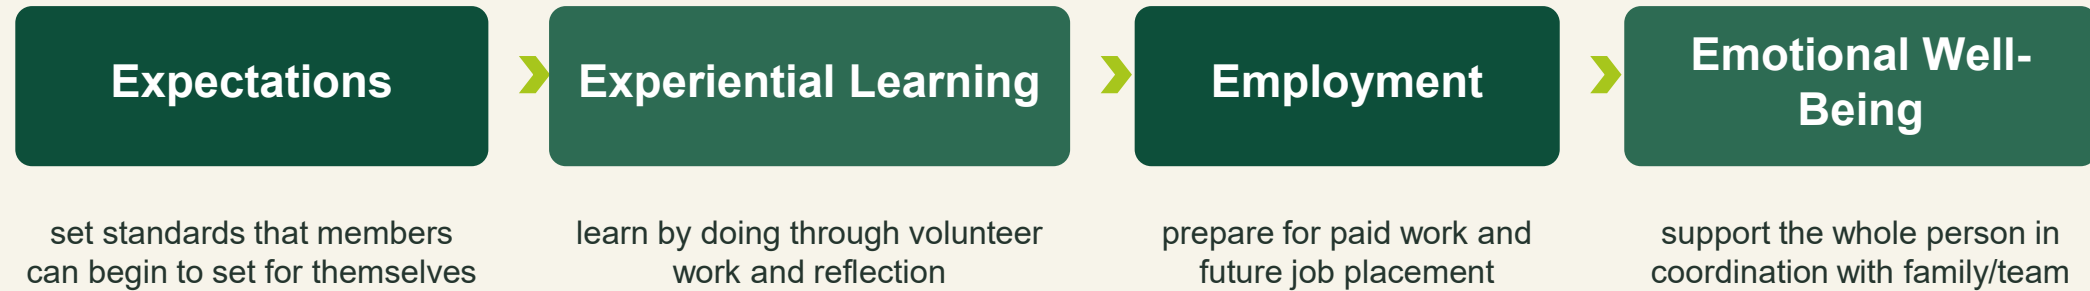 Expectations
set standards that members
can begin to set for themselves
Experiential Learning
learn by doing through volunteer
work and reflection
Employment
prepare for paid work and
future job placement
Emotional Well-
Being
support the whole person in
coordination with family/team